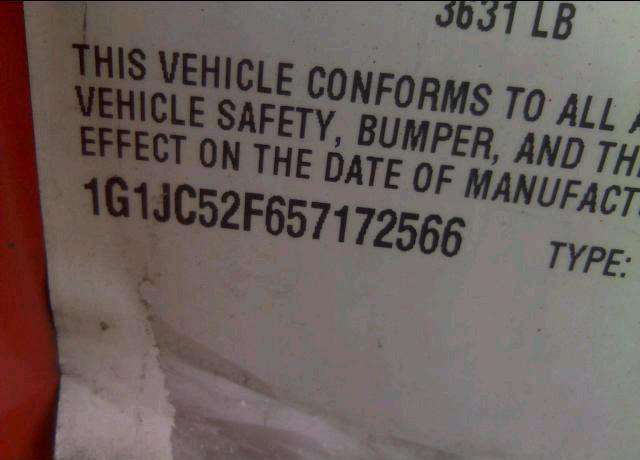 3631 LB
THIS VEHICLE CONFORMS TO ALL A
VEHICLE SAFETY, BUMPER, AND TH
EFFECT ON THE DATE OF MANUFACT
1G1JC52F657172566 TYPE: